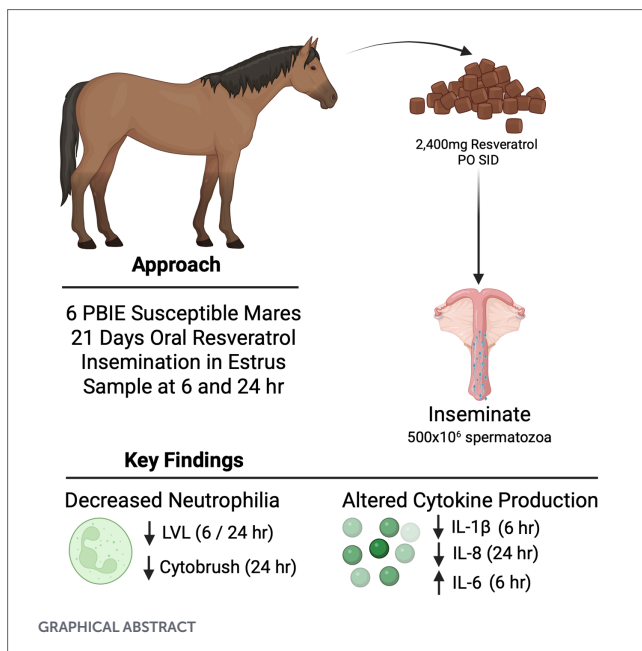 2,400mg Resveratrol
PO SID
Approach
6 PBIE Susceptible Mares
21 Days Oral Resveratrol
Insemination in Estrus
Sample at 6 and 24 hr
Inseminate
500x10⁶ spermatozoa
Key Findings
Decreased Neutrophilia
↓ LVL (6 / 24 hr)
↓ Cytobrush (24 hr)
Altered Cytokine Production
↓ IL-1β (6 hr)
↓ IL-8 (24 hr)
↑ IL-6 (6 hr)
GRAPHICAL ABSTRACT